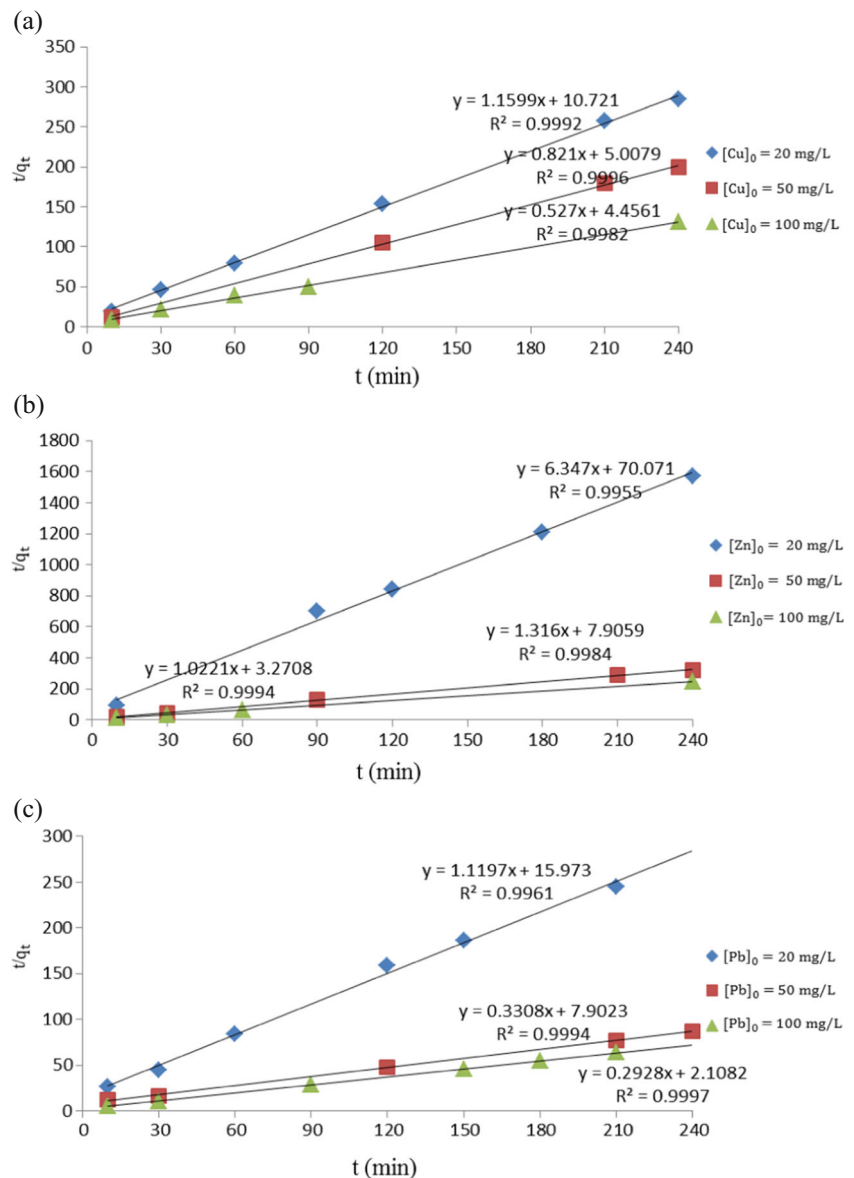 (a)
350
300
250
200
150
100
50
0
t/qt
y = 1.1599x + 10.721
R² = 0.9992
y = 0.821x + 5.0079
R² = 0.9996
y = 0.527x + 4.4561
R² = 0.9982
[Cu]₀ = 20 mg/L
[Cu]₀ = 50 mg/L
[Cu]₀ = 100 mg/L
0 30 60 90 120 150 180 210 240
t (min)
(b)
1800
1600
1400
1200
1000
800
600
400
200
0
t/qt
y = 6.347x + 70.071
R² = 0.9955
y = 1.316x + 7.9059
R² = 0.9984
y = 1.0221x + 3.2708
R² = 0.9994
[Zn]₀ = 20 mg/L
[Zn]₀ = 50 mg/L
[Zn]₀ = 100 mg/L
0 30 60 90 120 150 180 210 240
t (min)
(c)
300
250
200
150
100
50
0
t/qt
y = 1.1197x + 15.973
R² = 0.9961
y = 0.3308x + 7.9023
R² = 0.9994
y = 0.2928x + 2.1082
R² = 0.9997
[Pb]₀ = 20 mg/L
[Pb]₀ = 50 mg/L
[Pb]₀ = 100 mg/L
0 30 60 90 120 150 180 210 240
t (min)